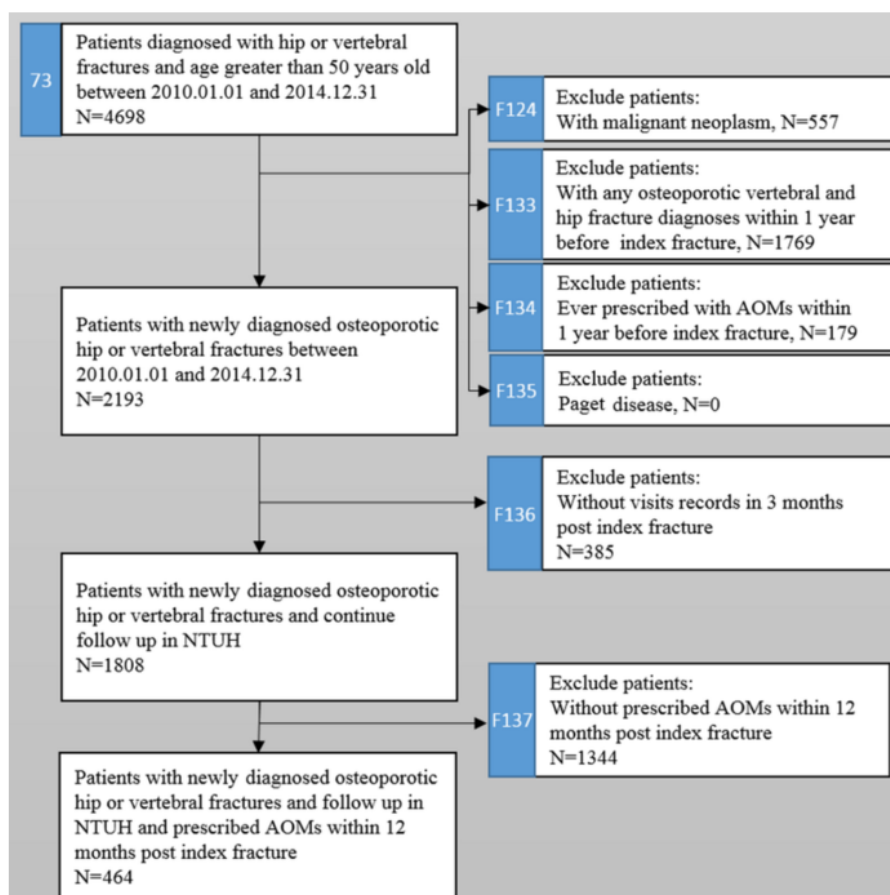 73
Patients diagnosed with hip or vertebral
fractures and age greater than 50 years old
between 2010.01.01 and 2014.12.31
N=4698
F124
Exclude patients:
With malignant neoplasm, N=557
F133
Exclude patients:
With any osteoporotic vertebral and
hip fracture diagnoses within 1 year
before index fracture, N=1769
F134
Exclude patients:
Ever prescribed with AOMs within
1 year before index fracture, N=179
F135
Exclude patients:
Paget disease, N=0
Patients with newly diagnosed osteoporotic
hip or vertebral fractures between
2010.01.01 and 2014.12.31
N=2193
F136
Exclude patients:
Without visits records in 3 months
post index fracture
N=385
Patients with newly diagnosed osteoporotic
hip or vertebral fractures and continue
follow up in NTUH
N=1808
F137
Exclude patients:
Without prescribed AOMs within 12
months post index fracture
N=1344
Patients with newly diagnosed osteoporotic
hip or vertebral fractures and follow up in
NTUH and prescribed AOMs within 12
months post index fracture
N=464